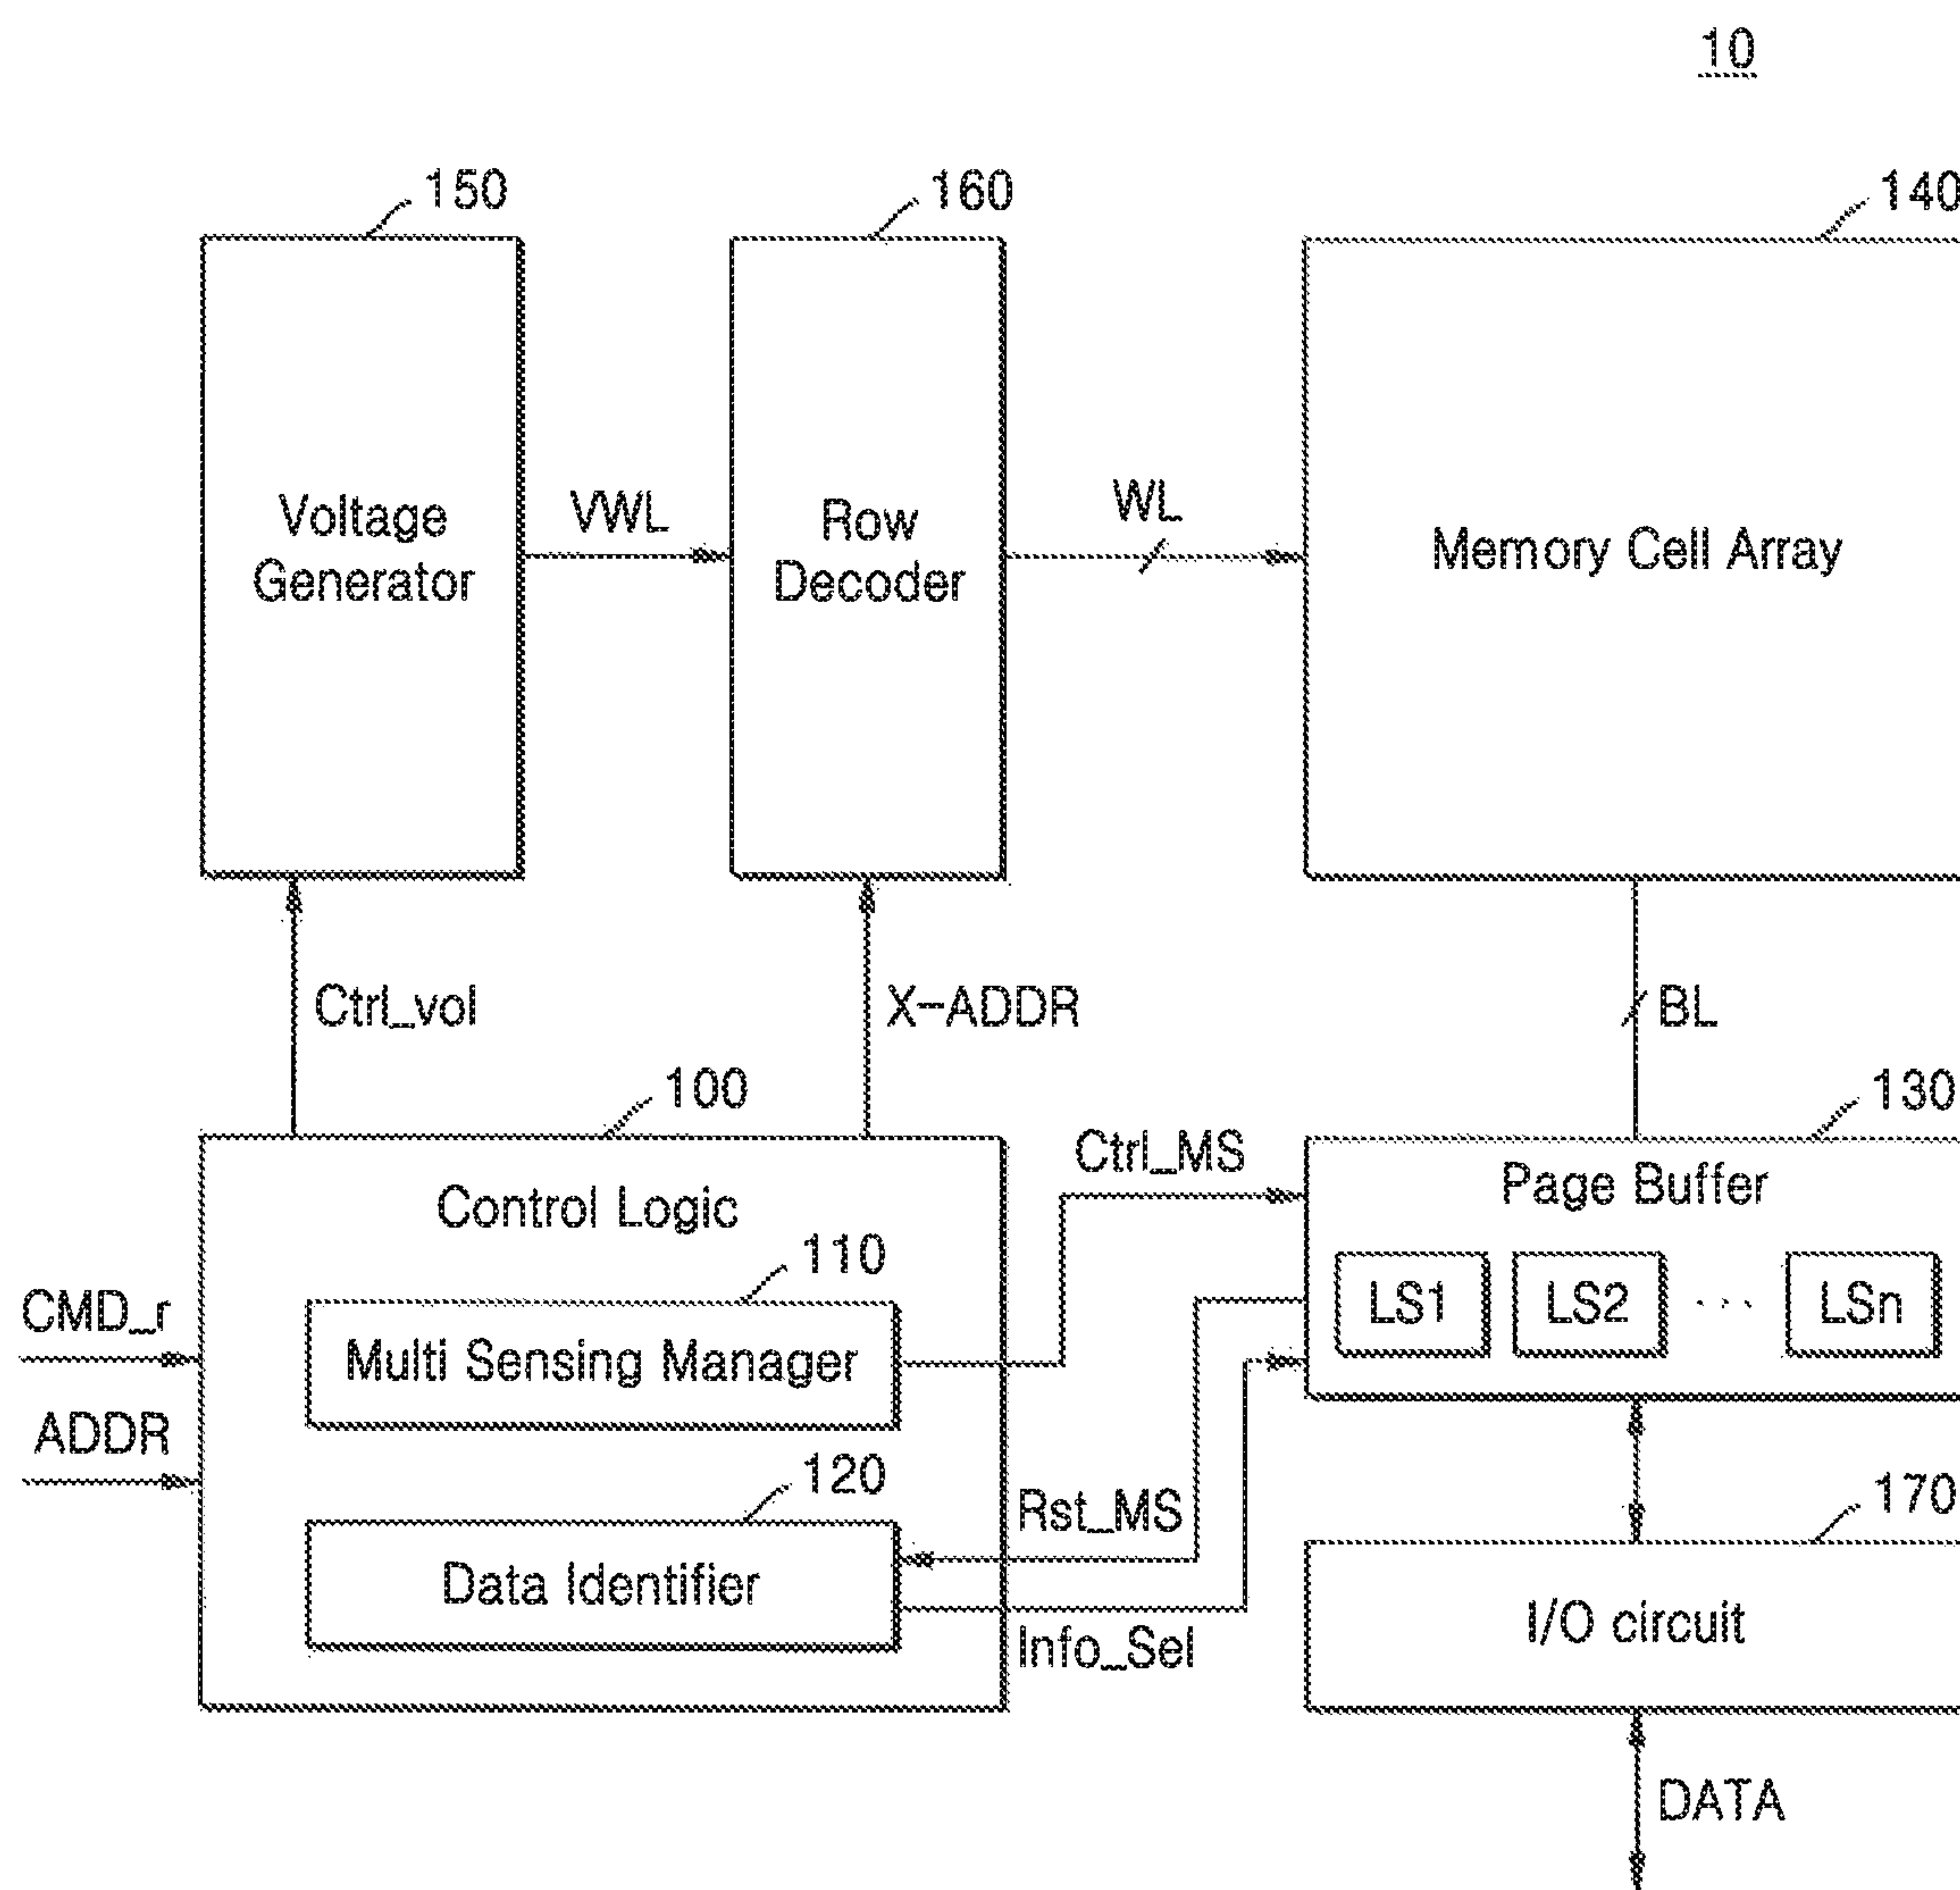 10
150
160
140
Voltage
Generator
VWL
Row
Decoder
WL
Memory Cell Array
Ctrl_vol
X-ADDR
BL
100
130
Control Logic
Ctrl_MS
Page Buffer
110
CMD_r
Multi Sensing Manager
LS1
LS2
...
LSn
ADDR
120
Rst_MS
170
Data Identifier
Info_Sel
I/O circuit
DATA